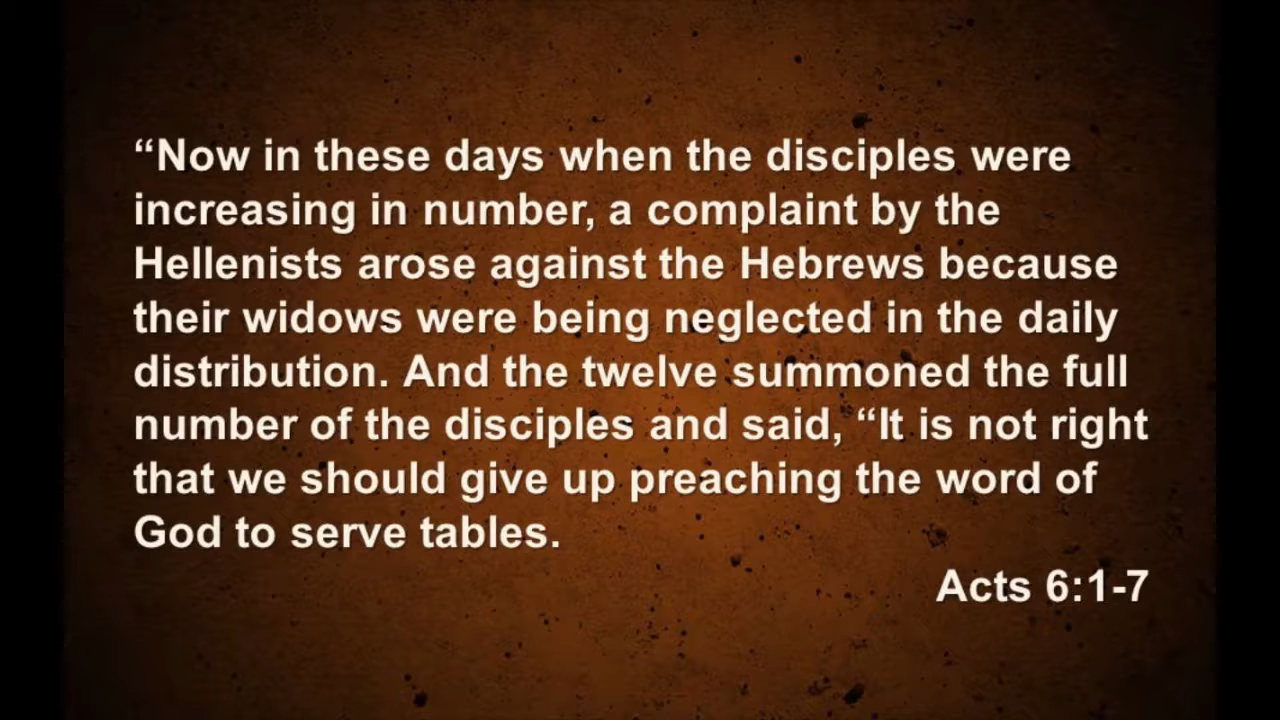 “Now in these days when the disciples were
increasing in number, a complaint by the
Hellenists arose against the Hebrews because
their widows were being neglected in the daily
distribution. And the twelve summoned the full
number of the disciples and said, “It is not right
that we should give up preaching the word of
God to serve tables.
Acts 6:1-7